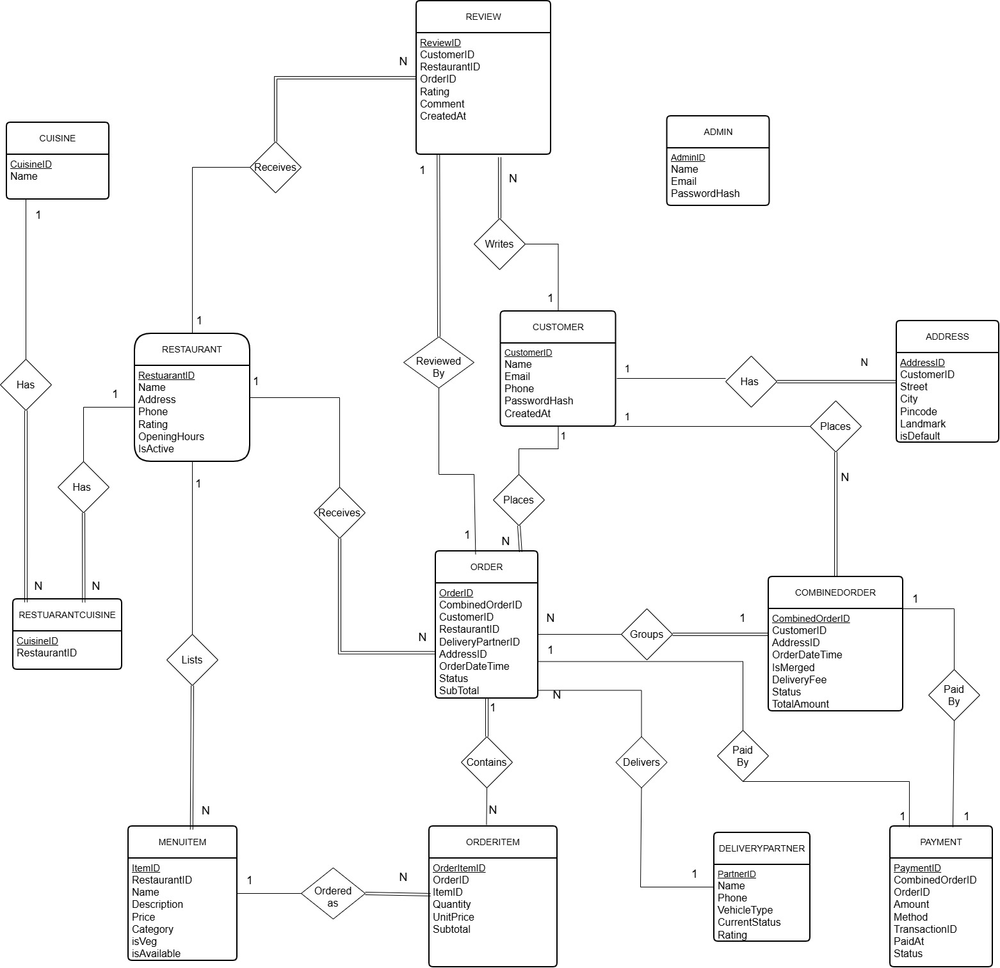 REVIEW
ReviewID
CustomerID
RestaurantID
OrderID
Rating
Comment
CreatedAt
N
1
N
CUISINE
CuisineID
Name
1
ADMIN
AdminID
Name
Email
PasswordHash
Receives
Writes
1
1
RESTAURANT
RestuarantID
Name
Address
Phone
Rating
OpeningHours
IsActive
1
1
1
CUSTOMER
CustomerID
Name
Email
Phone
PasswordHash
CreatedAt
1
1
1
ADDRESS
AddressID
CustomerID
Street
City
Pincode
Landmark
isDefault
N
Has
Has
Reviewed
By
Has
Places
N
Has
Receives
Places
1
N
N
N
RESTUARANTCUISINE
CuisineID
RestaurantID
Lists
N
ORDER
OrderID
CombinedOrderID
CustomerID
RestaurantID
DeliveryPartnerID
AddressID
OrderDateTime
Status
SubTotal
N
N
1
N
1
Groups
1
COMBINEDORDER
CombinedOrderID
CustomerID
AddressID
OrderDateTime
IsMerged
DeliveryFee
Status
TotalAmount
1
Paid
By
Contains
Delivers
Paid
By
N
N
1
1
MENUITEM
ItemID
RestaurantID
Name
Description
Price
Category
isVeg
isAvailable
1
Ordered
as
N
ORDERITEM
OrderItemID
OrderID
ItemID
Quantity
UnitPrice
Subtotal
1
DELIVERYPARTNER
PartnerID
Name
Phone
VehicleType
CurrentStatus
Rating
PAYMENT
PaymentID
CombinedOrderID
OrderID
Amount
Method
TransactionID
PaidAt
Status